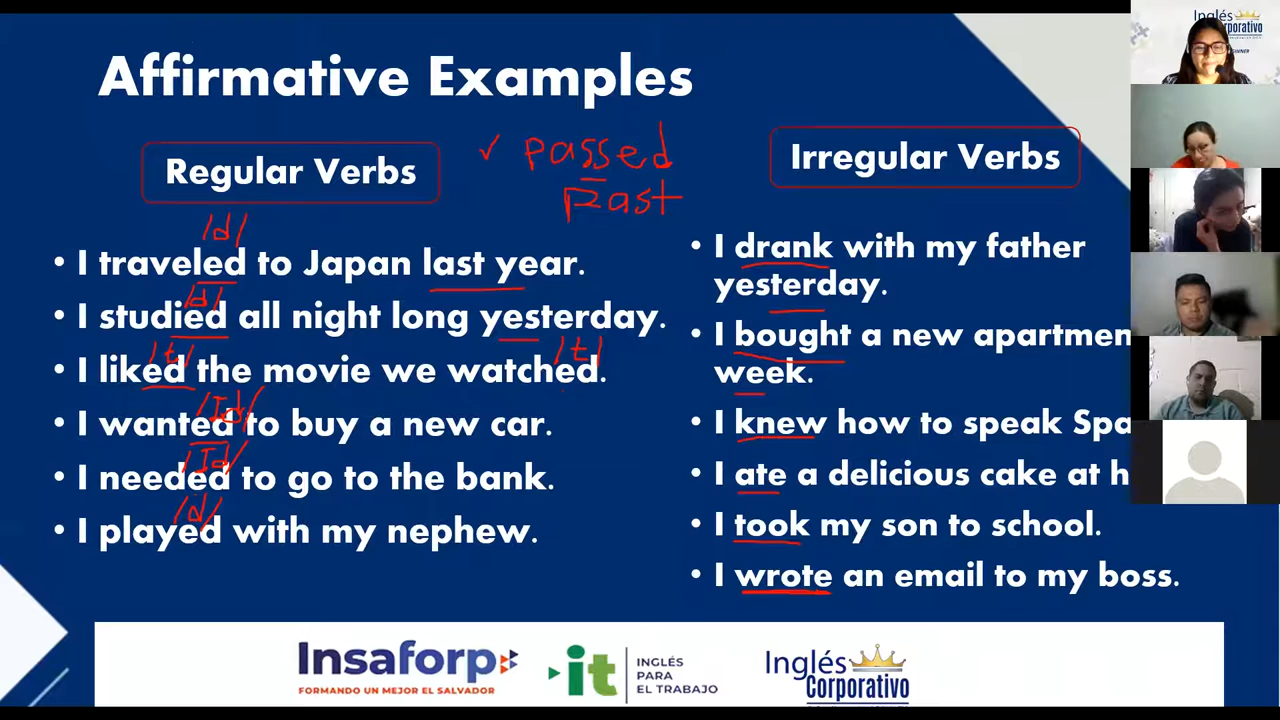 Affirmative Examples
✓ passed
past
Regular Verbs
/d/
• I traveled to Japan last year.
/d/
• I studied all night long yesterday.
/t/ /t/
• I liked the movie we watched.
/Id/
• I wanted to buy a new car.
/Id/
• I needed to go to the bank.
/d/
• I played with my nephew.
Irregular Verbs
• I drank with my father
yesterday.
• I bought a new apartmen
week.
• I knew how to speak Spa
• I ate a delicious cake at h
• I took my son to school.
• I wrote an email to my boss.
Inglés
Corporativo
Insaforp
FORMANDO UN MEJOR EL SALVADOR
it
INGLÉS
PARA
EL TRABAJO
Inglés
Corporativo